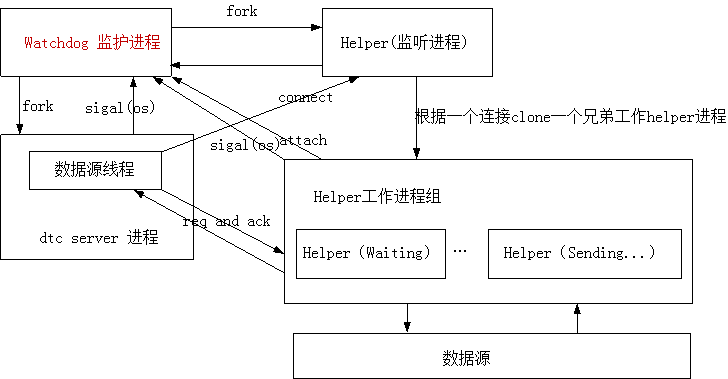 fork
Watchdog 监护进程
Helper(监听进程)
fork
sigal(os)
connect
根据一个连接clone一个兄弟工作helper进程
sigal(os)
attach
数据源线程
Helper工作进程组
req and ack
dtc server 进程
Helper (Waiting)
...
Helper (Sending...)
数据源